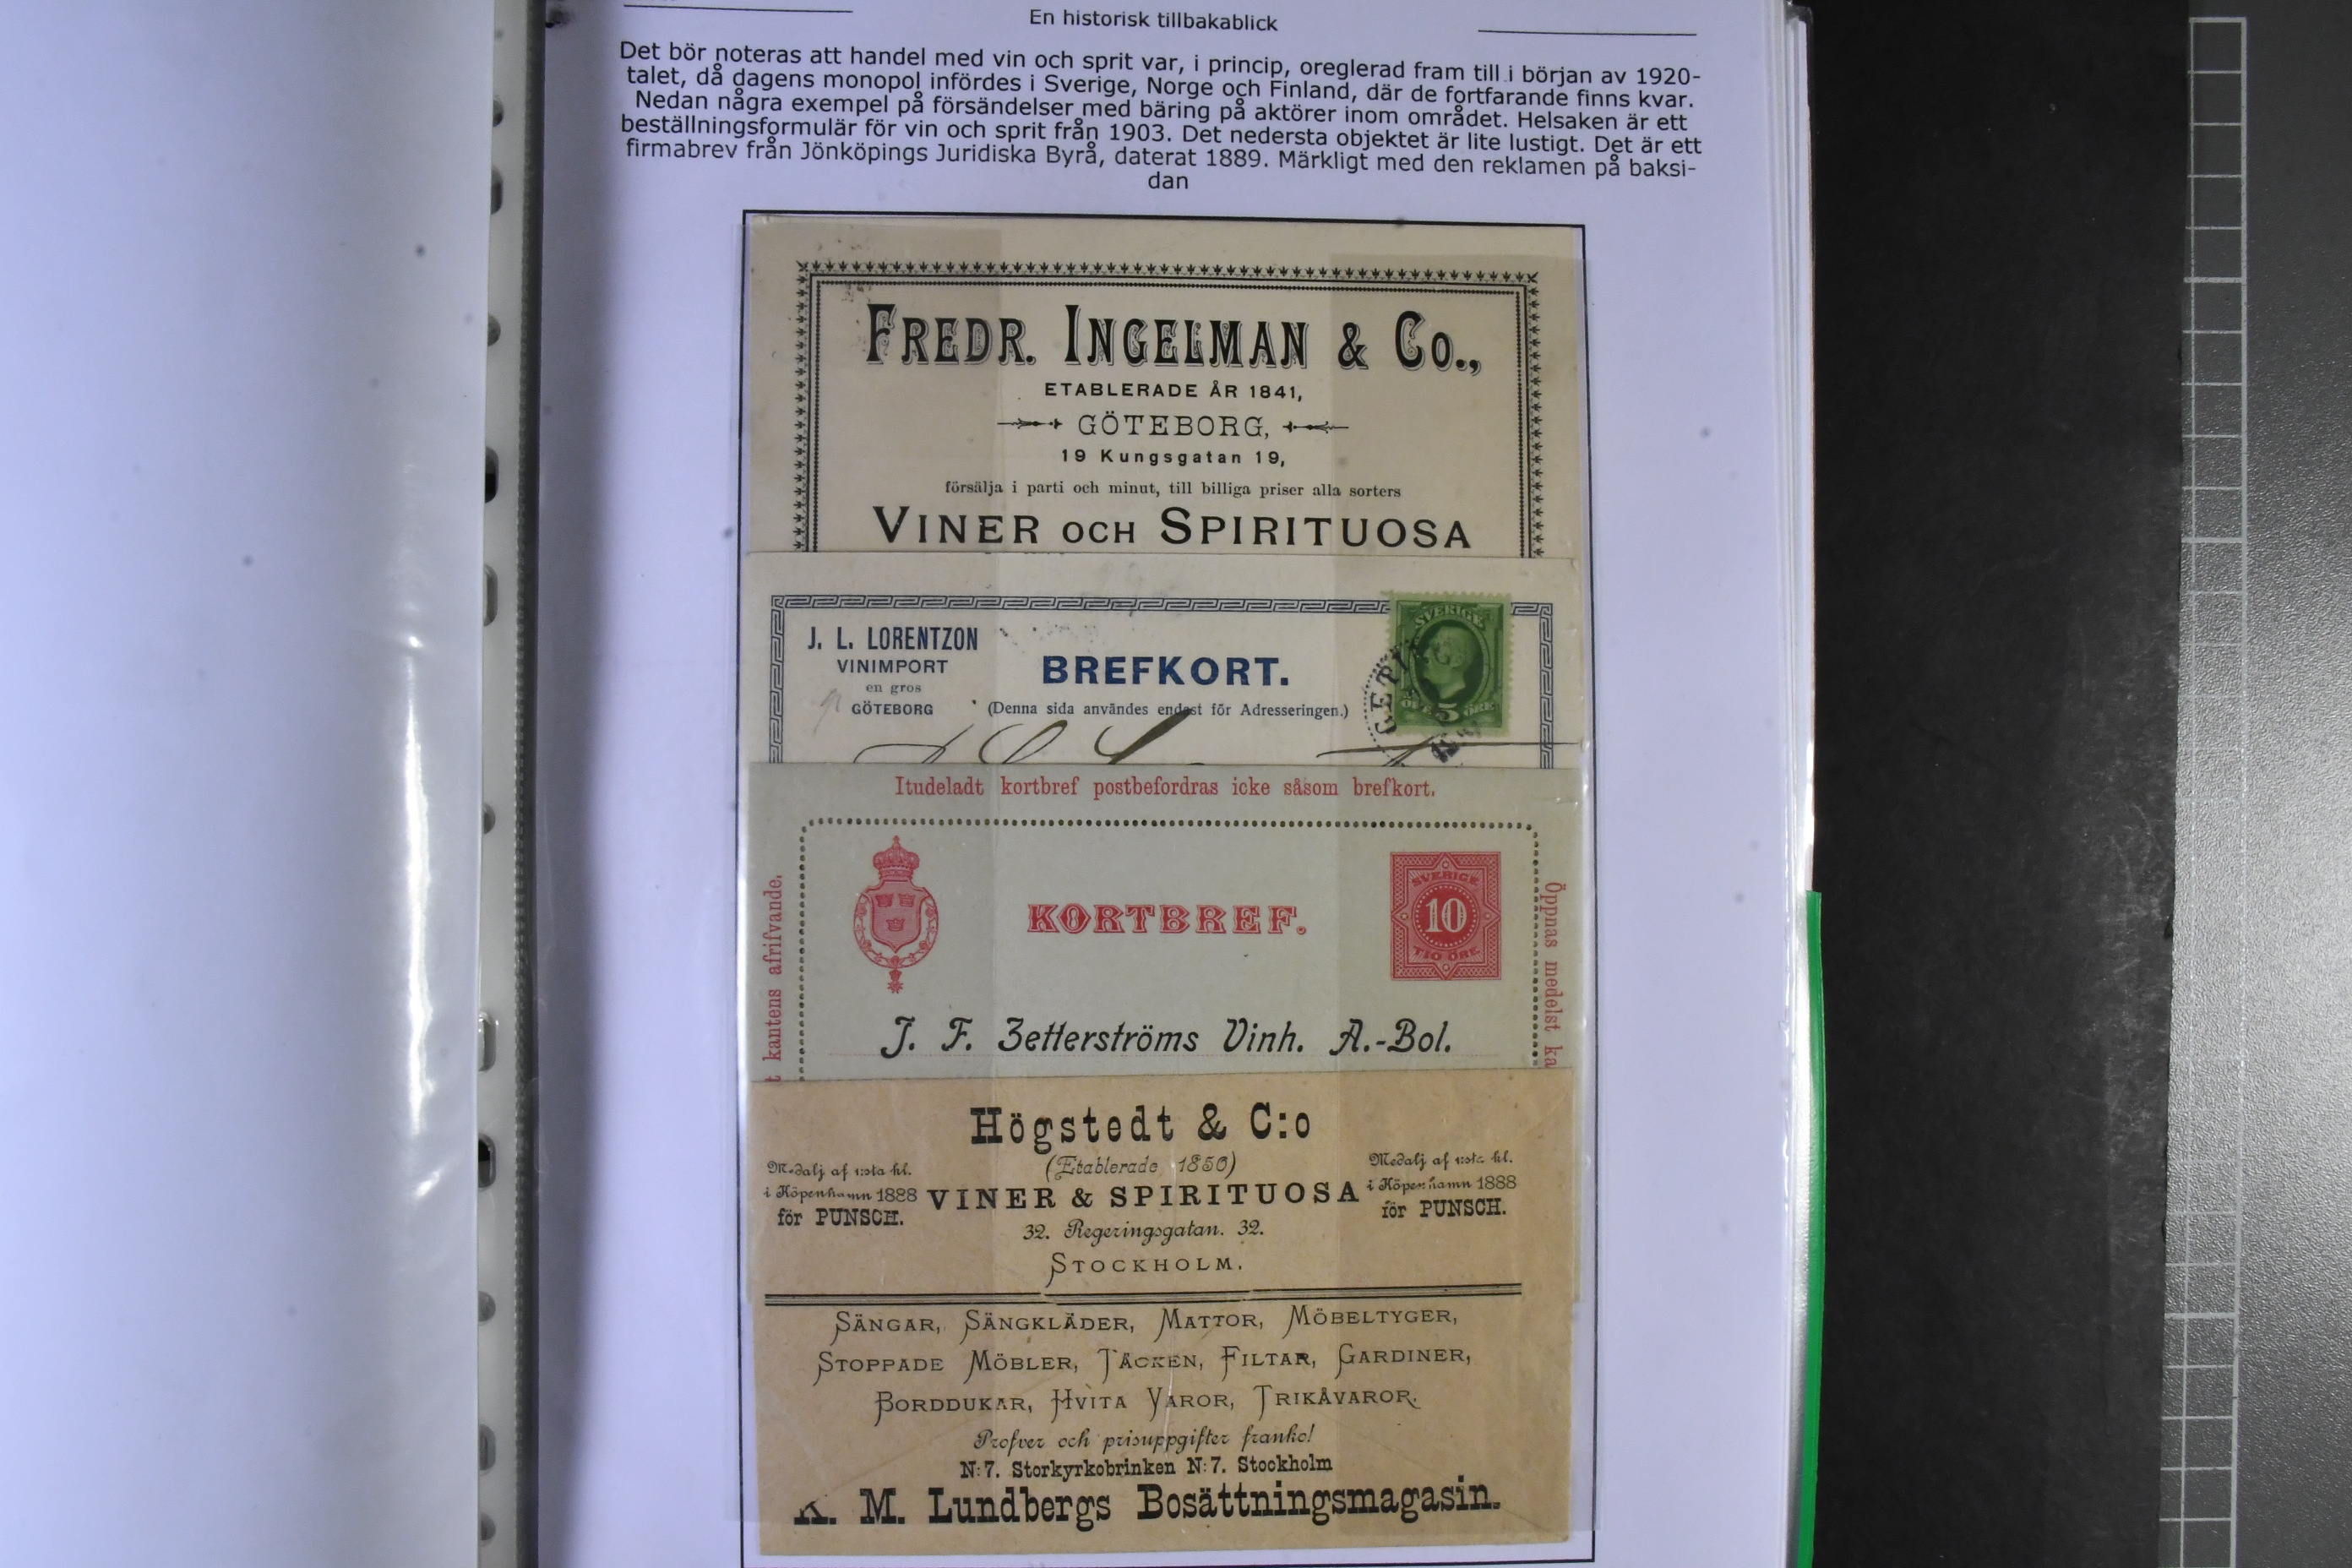 En historisk tillbakablick
Det bör noteras att handel med vin och sprit var, i princip, oreglerad fram till i början av 1920-
talet, då dagens monopol infördes i Sverige, Norge och Finland, där de fortfarande finns kvar.
Nedan några exempel på försändelser med bäring på aktörer inom området. Helsaken är ett
beställningsformulär för vin och sprit från 1903. Det nedersta objektet är lite lustigt. Det är ett
firmabrev från Jönköpings Juridiska Byrå, daterat 1889. Märkligt med den reklamen på baksi-
dan
FREDR. INGELMAN & Co.,
ETABLERADE ÅR 1841,
GÖTEBORG,
19 Kungsgatan 19,
försälja i parti och minut, till billiga priser alla sorters
VINER OCH SPIRITUOSA
J. L. LORENTZON
VINIMPORT
en gros
GÖTEBORG
BREFKORT.
(Denna sida användes endast för Adresseringen.)
SVERIGE
5
ÖRE
Itudeladt kortbref postbefordras icke såsom brefkort.
t kantens afrifvande.
KORTBREF.
SVERIGE
10
TIO ÖRE
Öppnas medelst ka
J. F. Zetterströms Vinh. A.-Bol.
Högstedt & C:o
(Etablerade 1850)
Medalj af 1:sta kl.
i Köpenhamn 1888
för PUNSCH.
VINER & SPIRITUOSA
Medalj af 1:sta kl.
i Köpenhamn 1888
för PUNSCH.
32. Regeringsgatan. 32.
STOCKHOLM.
SÄNGAR, SÄNGKLÄDER, MATTOR, MÖBELTYGER,
STOPPADE MÖBLER, TÄCKEN, FILTAR, GARDINER,
BORDDUKAR, HVITA VAROR, TRIKÅVAROR.
Profver och prisuppgifter franko!
N:7. Storkyrkobrinken N:7. Stockholm
K. M. Lundbergs Bosättningsmagasin.